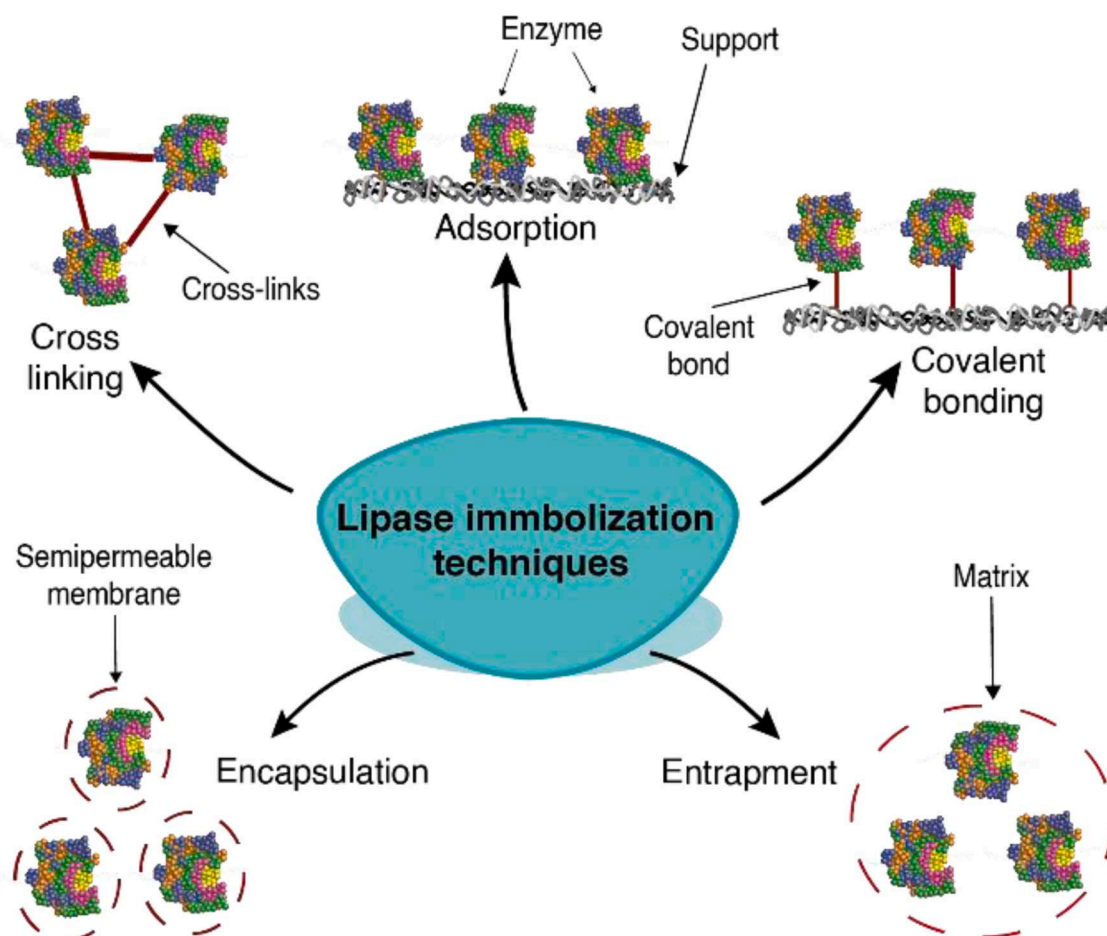 Enzyme
Support
Adsorption
Cross-links
Cross
linking
Covalent
bond
Covalent
bonding
Lipase immbolization
techniques
Semipermeable
membrane
Encapsulation
Matrix
Entrapment